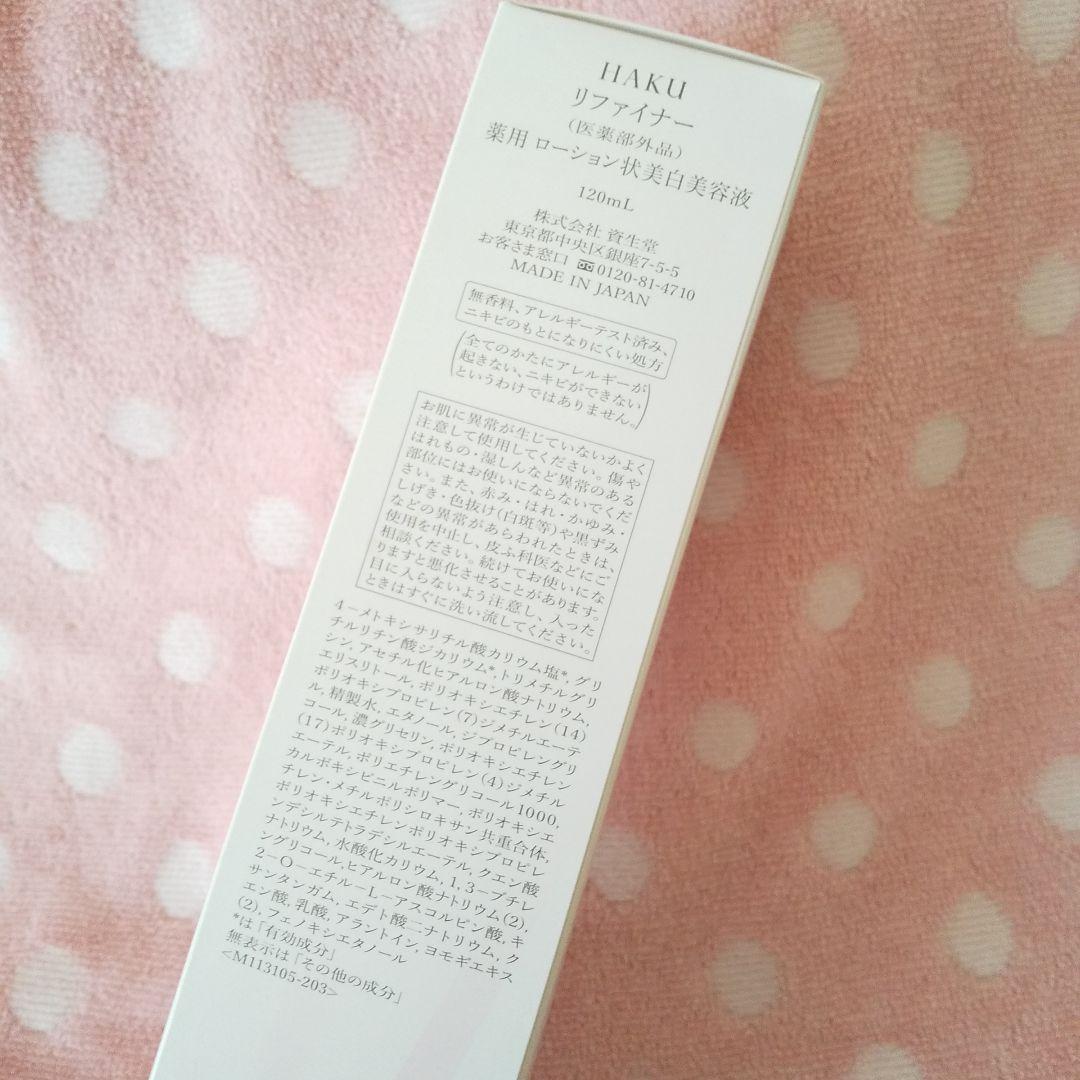 HAKU
リファイナー
(医薬部外品)
薬用 ローション状美白美容液
120mL
株式会社 資生堂
東京都中央区銀座7-5-5
お客さま窓口 0120-81-4710
MADE IN JAPAN
無香料、アレルギーテスト済み、
ニキビのもとになりにくい処方
(全てのかたにアレルギーが
起きない、ニキビができない
というわけではありません。)
お肌に異常が生じていないかよく
注意して使用してください。傷や
はれもの・湿しんなど異常のある
部位にはお使いにならないでくだ
さい。また、赤み・はれ・かゆみ・
しげき・色抜け(白斑等)や黒ずみ
などの異常があらわれたときは、
使用を中止し、皮ふ科医などにご
相談ください。続けてお使いにな
りますと悪化させることがあります。
目に入らないよう注意し、入った
ときはすぐに洗い流してください。
4-メトキシサリチル酸カリウム塩*, グリ
チルリチン酸ジカリウム*, トリメチルグリ
シン, アセチル化ヒアルロン酸ナトリウム,
エリスリトール, ポリオキシエチレン(14)
ポリオキシプロピレン(7)ジメチルエーテ
ル, 精製水, エタノール, ジプロピレングリ
コール, 濃グリセリン, ポリオキシエチレン
(17)ポリオキシプロピレン(4)ジメチル
エーテル, ポリエチレングリコール1000,
カルボキシビニルポリマー, ポリオキシエ
チレン・メチルポリシロキサン共重合体,
ポリオキシエチレンポリオキシプロピレ
ンデシルテトラデシルエーテル, クエン酸
ナトリウム, 水酸化カリウム, 1,3-ブチレ
ングリコール, ヒアルロン酸ナトリウム(2),
2-O-エチル-L-アスコルビン酸, キ
サンタンガム, エデト酸二ナトリウム, ク
エン酸, 乳酸, アラントイン, ヨモギエキス
(2), フェノキシエタノール
*は「有効成分」
無表示は「その他の成分」
<M113105-203>